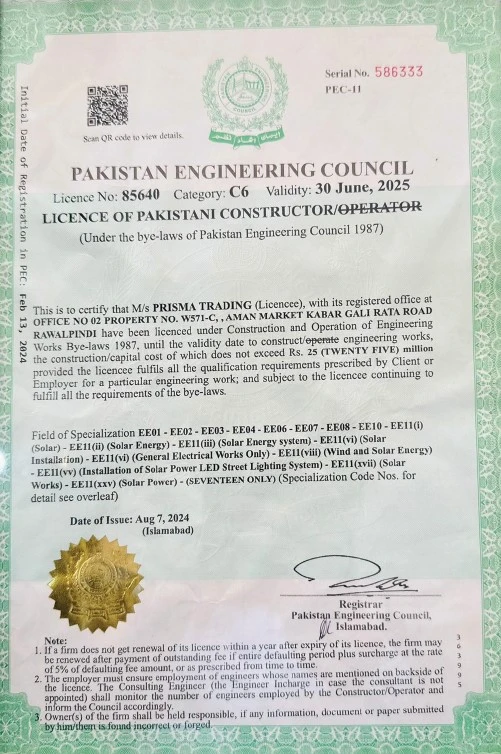 Serial No. 586333
PEC-11
Scan QR code to view details.
Initial Date of Registration in PEC: Feb 13, 2024
PAKISTAN ENGINEERING COUNCIL
Licence No: 85640 Category: C6 Validity: 30 June, 2025
LICENCE OF PAKISTANI CONSTRUCTOR/OPERATOR
(Under the bye-laws of Pakistan Engineering Council 1987)
This is to certify that M/s PRISMA TRADING (Licencee), with its registered office at
OFFICE NO 02 PROPERTY NO. W571-C, , AMAN MARKET KABAR GALI RATA ROAD
RAWALPINDI have been licenced under Construction and Operation of Engineering
Works Bye-laws 1987, until the validity date to construct/operate engineering works,
the construction/capital cost of which does not exceed Rs. 25 (TWENTY FIVE) million
provided the licencee fulfils all the qualification requirements prescribed by Client or
Employer for a particular engineering work; and subject to the licencee continuing to
fulfill all the requirements of the bye-laws.
Field of Specialization EE01 - EE02 - EE03 - EE04 - EE06 - EE07 - EE08 - EE10 - EE11(i)
(Solar) - EE11(ii) (Solar Energy) - EE11(iii) (Solar Energy system) - EE11(vi) (Solar
Installation) - EE11(vi) (General Electrical Works Only) - EE11(viii) (Wind and Solar Energy)
- EE11(vv) (Installation of Solar Power LED Street Lighting System) - EE11(xvii) (Solar
Works) - EE11(xxv) (Solar Power) - (SEVENTEEN ONLY) (Specialization Code Nos. for
detail see overleaf)
Date of Issue: Aug 7, 2024
(Islamabad)
Registrar
Pakistan Engineering Council,
Islamabad.
Note:
1. If a firm does not get renewal of its licence within a year after expiry of its licence, the firm may
be renewed after payment of outstanding fee if entire defaulting period plus surcharge at the rate
of 5% of defaulting fee amount, or as prescribed from time to time.
2. The employer must ensure employment of engineers whose names are mentioned on backside of
the licence. The Consulting Engineer (the Engineer Incharge in case the consultant is not
appointed) shall monitor the number of engineers employed by the Constructor/Operator and
inform the Council accordingly.
3. Owner(s) of the firm shall be held responsible, if any information, document or paper submitted
by him/them is found incorrect or forged.